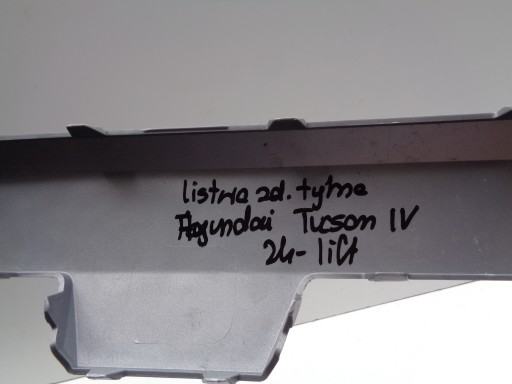 listwa zd. tylna
Hyundai Tucson IV
24- lift